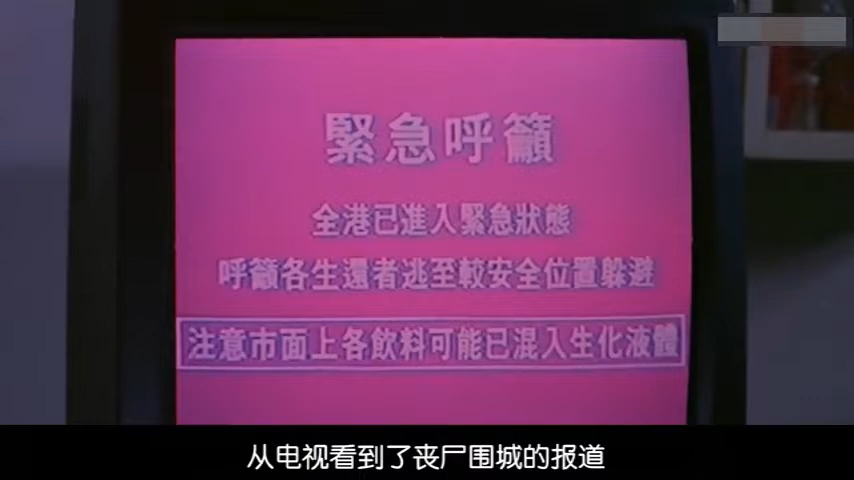 緊急呼籲
全港已進入緊急狀態
呼籲各生還者逃至較安全位置躲避
注意市面上各飲料可能已混入生化液體
从电视看到了丧尸围城的报道